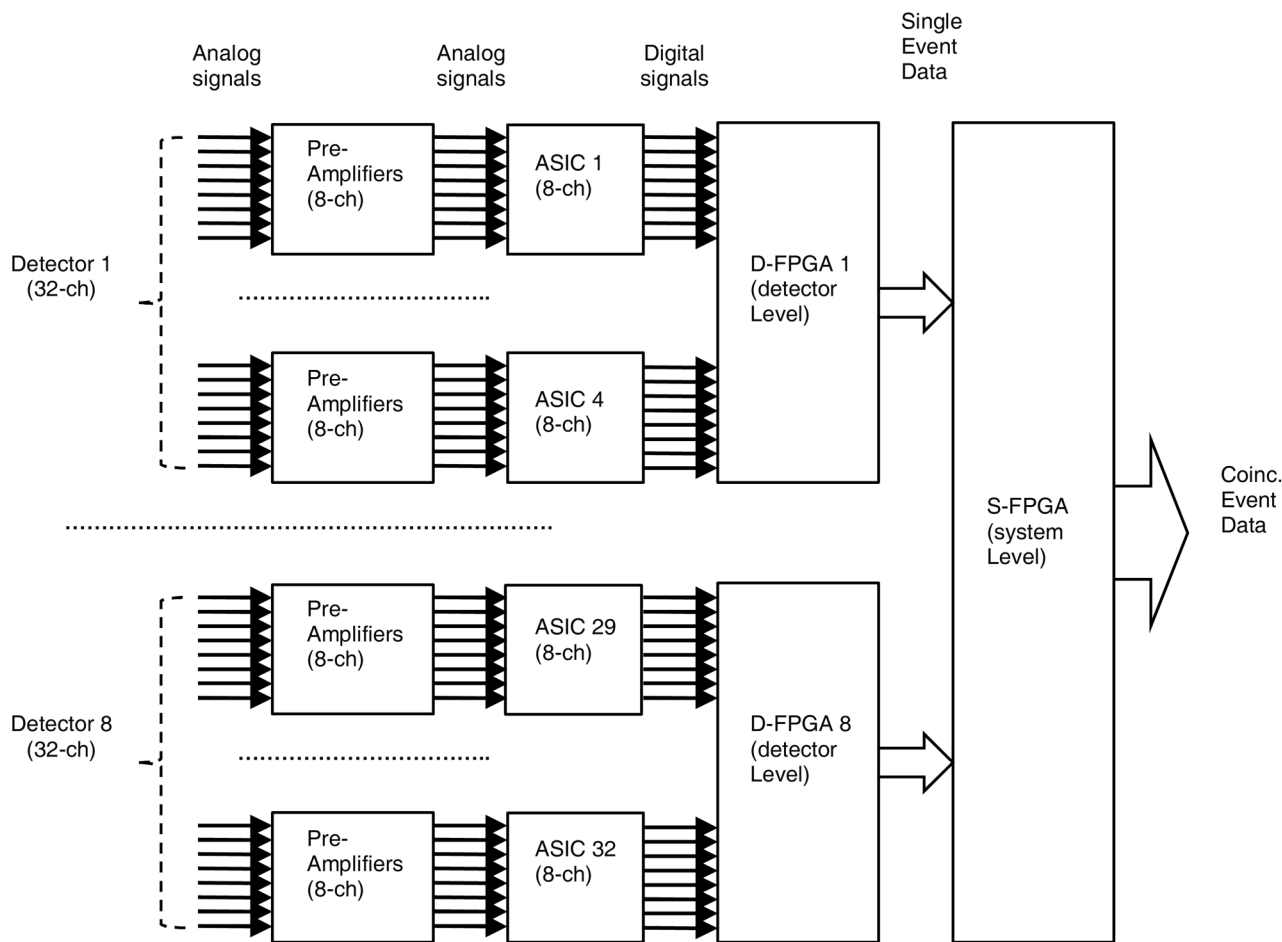 Analog
signals
Analog
signals
Digital
signals
Single
Event
Data
Detector 1
(32-ch)
Pre-
Amplifiers
(8-ch)
ASIC 1
(8-ch)
D-FPGA 1
(detector
Level)
Pre-
Amplifiers
(8-ch)
ASIC 4
(8-ch)
S-FPGA
(system
Level)
Coinc.
Event
Data
Detector 8
(32-ch)
Pre-
Amplifiers
(8-ch)
ASIC 29
(8-ch)
D-FPGA 8
(detector
Level)
Pre-
Amplifiers
(8-ch)
ASIC 32
(8-ch)